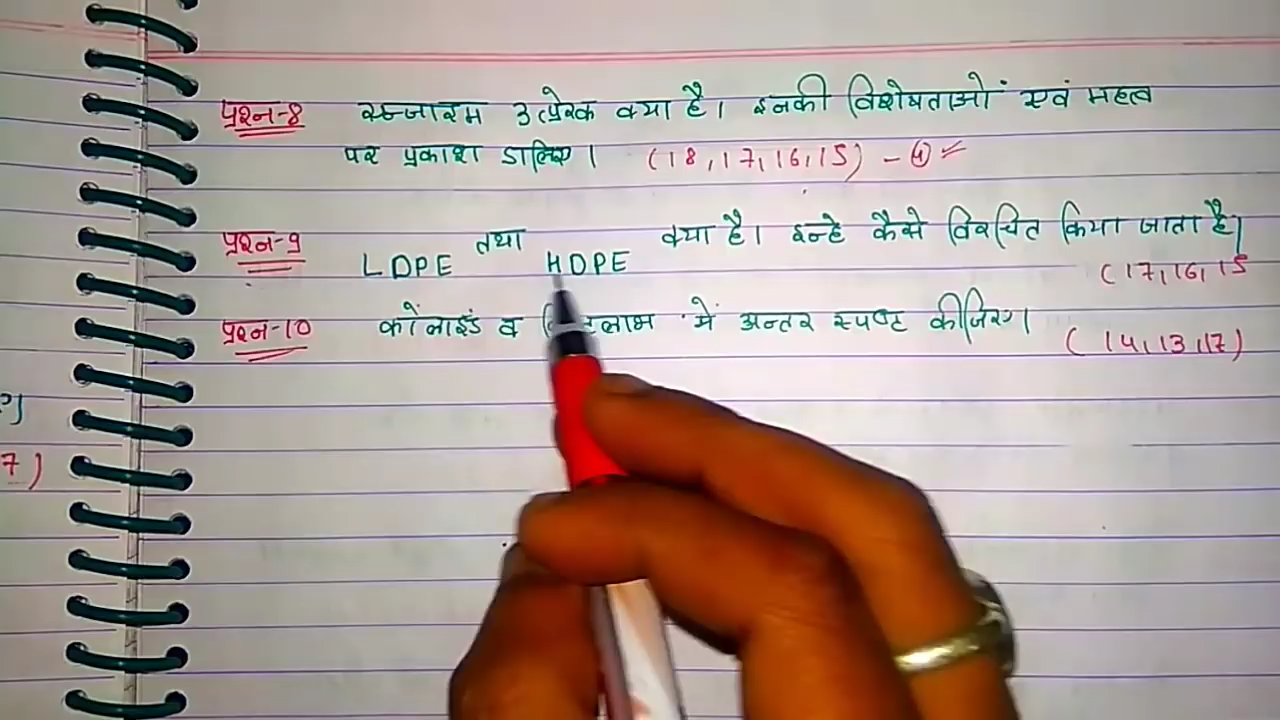 प्रश्न-8 एन्जाइम उत्प्रेरक क्या है। इनकी विशेषताओं एवं महत्व
पर प्रकाश डालिए। (18,17,16,15) - (4)
प्रश्न-9 LDPE तथा HDPE क्या है। इन्हे कैसे विरचित किया जाता है।
(17,16,15
प्रश्न-10 कोलाइड व में अन्तर स्पष्ट कीजिए।
(14,13,17)
7)